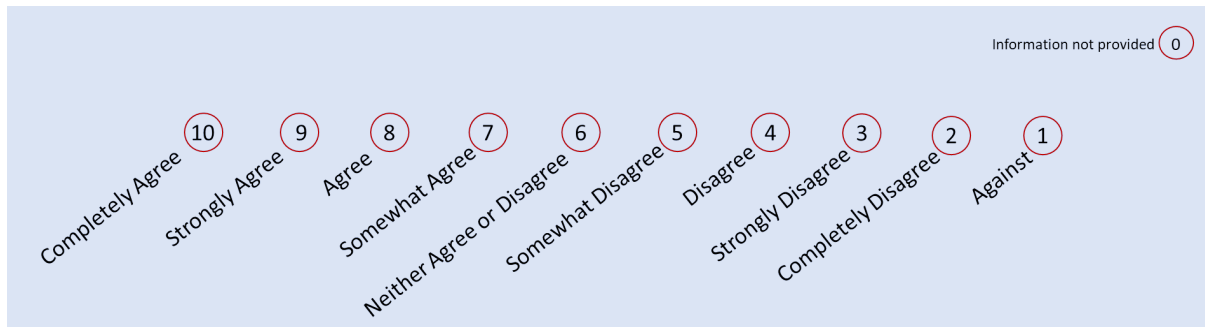 Information not provided 0
10 9 8 7 6 5 4 3 2 1
Completely Agree
Strongly Agree
Agree
Somewhat Agree
Neither Agree or Disagree
Somewhat Disagree
Disagree
Strongly Disagree
Completely Disagree
Against